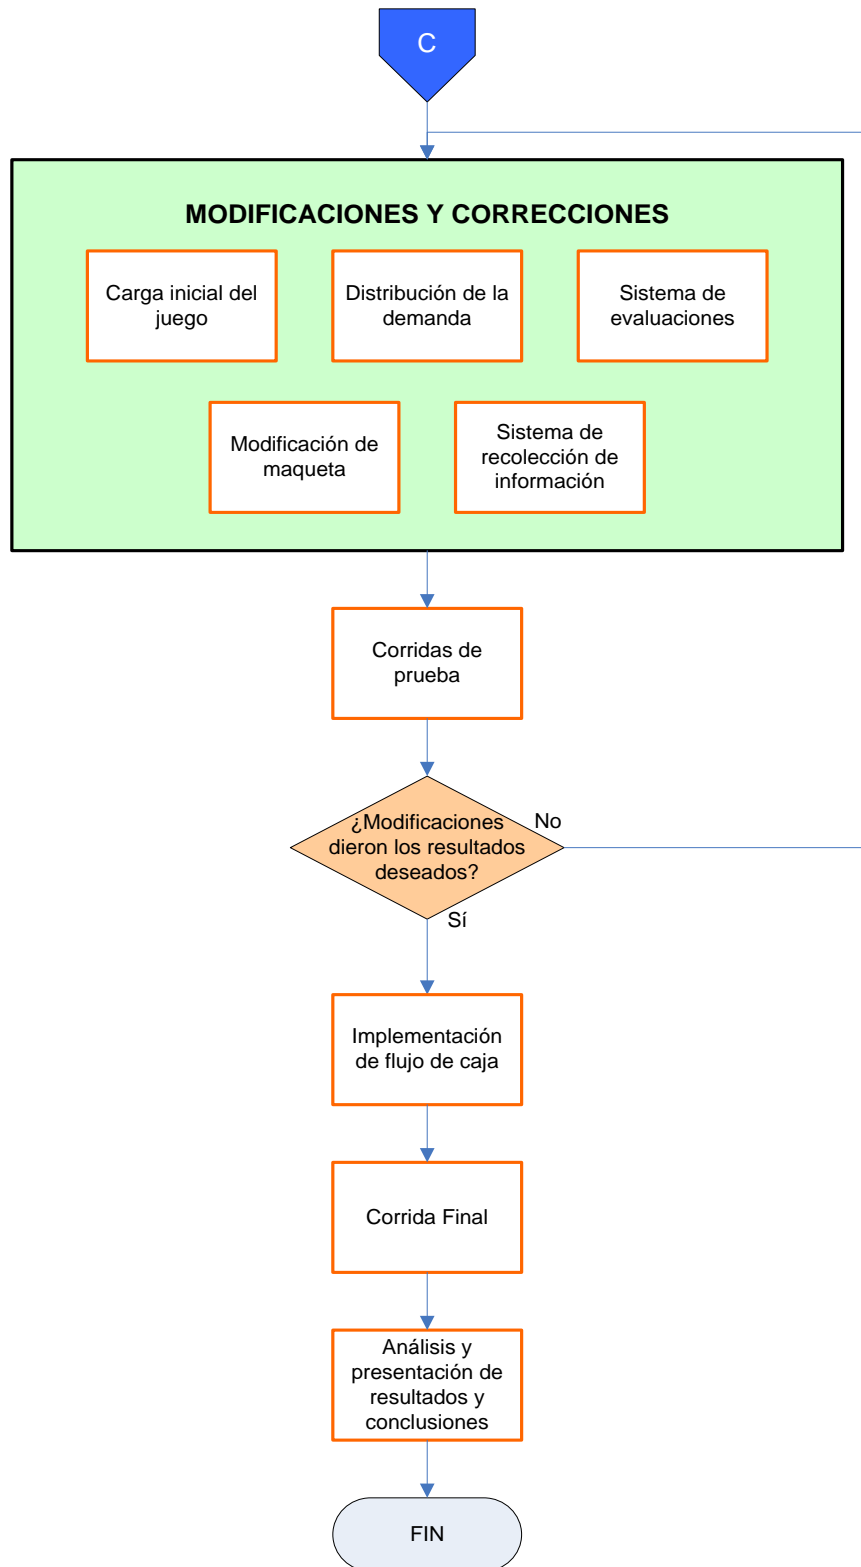 C
MODIFICACIONES Y CORRECCIONES
Carga inicial del
juego
Distribución de la
demanda
Sistema de
evaluaciones
Modificación de
maqueta
Sistema de
recolección de
información
Corridas de
prueba
¿Modificaciones
dieron los resultados
deseados?
No
Sí
Implementación
de flujo de caja
Corrida Final
Análisis y
presentación de
resultados y
conclusiones
FIN